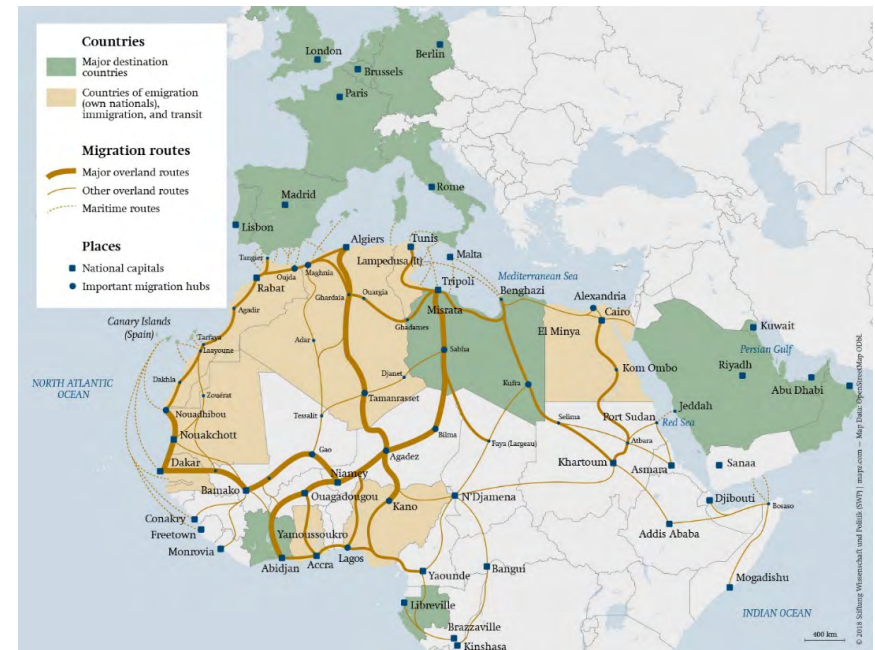 Countries
Major destination
countries
Countries of emigration
(own nationals),
immigration, and transit
Migration routes
Major overland routes
Other overland routes
Maritime routes
Places
National capitals
Important migration hubs
London
Berlin
Brussels
Paris
Madrid
Rome
Lisbon
Tangier
Algiers
Tunis
Malta
Oujda
Maghnia
Lampedusa (It)
Mediterranean Sea
Rabat
Ghardaia
Ouargla
Tripoli
Benghazi
Alexandria
Agadir
Misrata
Cairo
Kuwait
Canary Islands
(Spain)
Ghadames
El Minya
Persian Gulf
Tarfaya
Laayoune
Adar
Sabha
Riyadh
Abu Dhabi
Dakhla
Zouérat
Djanet
Kufra
Kom Ombo
NORTH ATLANTIC
OCEAN
Tamanrasset
Jeddah
Nouadhibou
Tessalit
Selima
Port Sudan
Red Sea
Nouakchott
Bilma
Faya (Largeau)
Atbara
Dakar
Gao
Agadez
Khartoum
Asmara
Sanaa
Bamako
Niamey
Ouagadougou
Kano
N'Djamena
Djibouti
Bosaso
Conakry
Freetown
Yamoussoukro
Addis Ababa
Monrovia
Abidjan
Accra
Lagos
Yaounde
Bangui
Mogadishu
Libreville
Brazzaville
Kinshasa
INDIAN OCEAN
400 km
© 2018 Stiftung Wissenschaft und Politik (SWP) | mapz.com — Map Data: OpenStreetMap ODbL